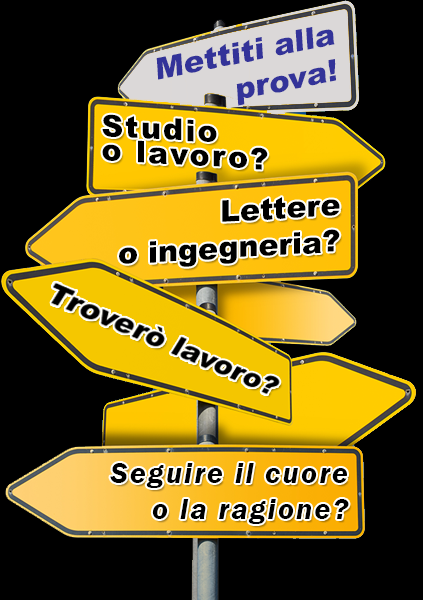 Mettiti alla
prova!
Studio
o lavoro?
Lettere
o ingegneria?
Troverò lavoro?
Seguire il cuore
o la ragione?